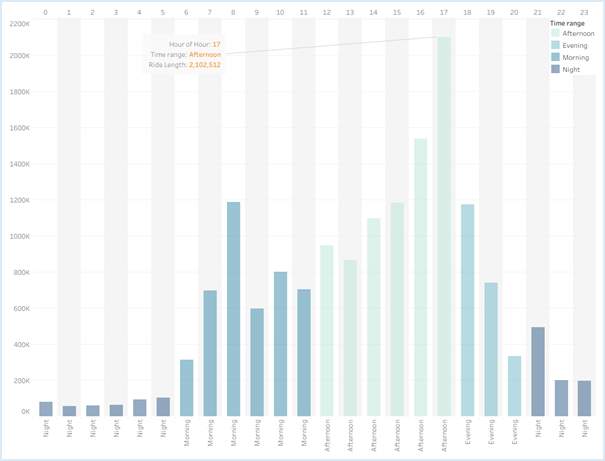 0 1 2 3 4 5 6 7 8 9 10 11 12 13 14 15 16 17 18 19 20 21 22 23
Time range
Afternoon
Evening
Morning
Night
Hour of Hour: 17
Time range: Afternoon
Ride Length: 2,102,512
2200K
2000K
1800K
1600K
1400K
1200K
1000K
800K
600K
400K
200K
0K
Night Night Night Night Night Night Morning Morning Morning Morning Morning Morning Afternoon Afternoon Afternoon Afternoon Afternoon Afternoon Evening Evening Evening Night Night Night